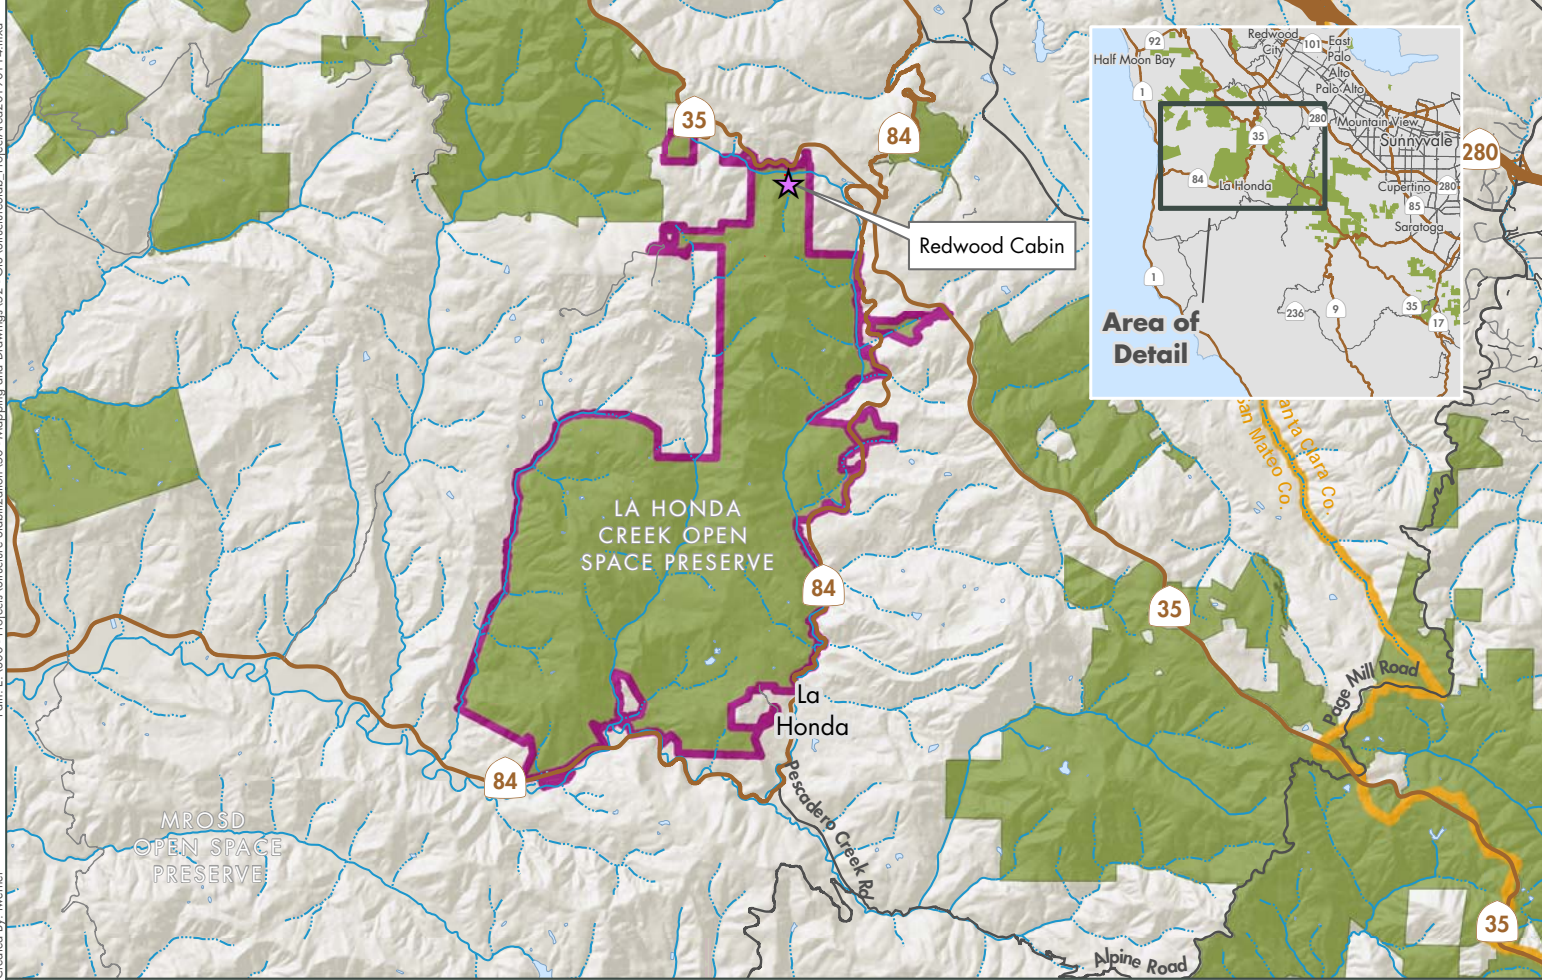 35
84
Redwood Cabin
LA HONDA
CREEK OPEN
SPACE PRESERVE
84
35
La
Honda
84
Pescadero Creek Rd
Alpine Road
Page Mill Road
35
MROSD
OPEN SPACE
PRESERVE
San Mateo Co.
Santa Clara Co.
280
92
Half Moon Bay
1
Redwood
City
101
East
Palo
Alto
Palo Alto
280
Mountain View
35
Sunnyvale
84
La Honda
Cupertino
280
85
Saratoga
1
236
9
35
17
Area of
Detail